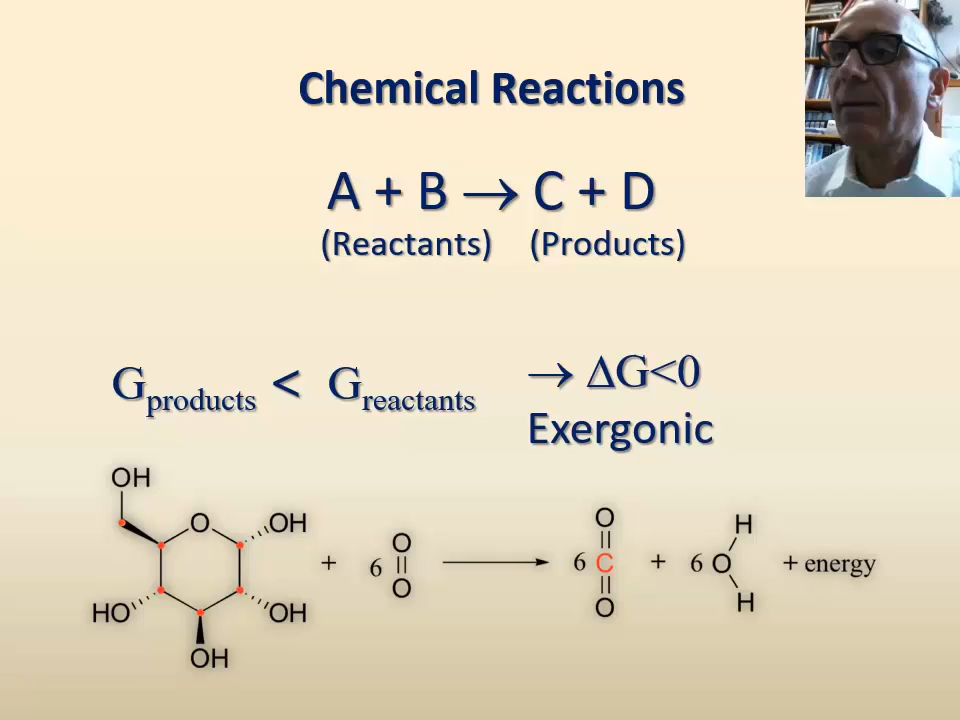 Chemical Reactions
A + B → C + D
(Reactants) (Products)
Gproducts < Greactants → ΔG<0
Exergonic
OH
O OH
HO OH
OH
+ 6 O
O
6 O
C
O
+ 6 O
H
H
+ energy